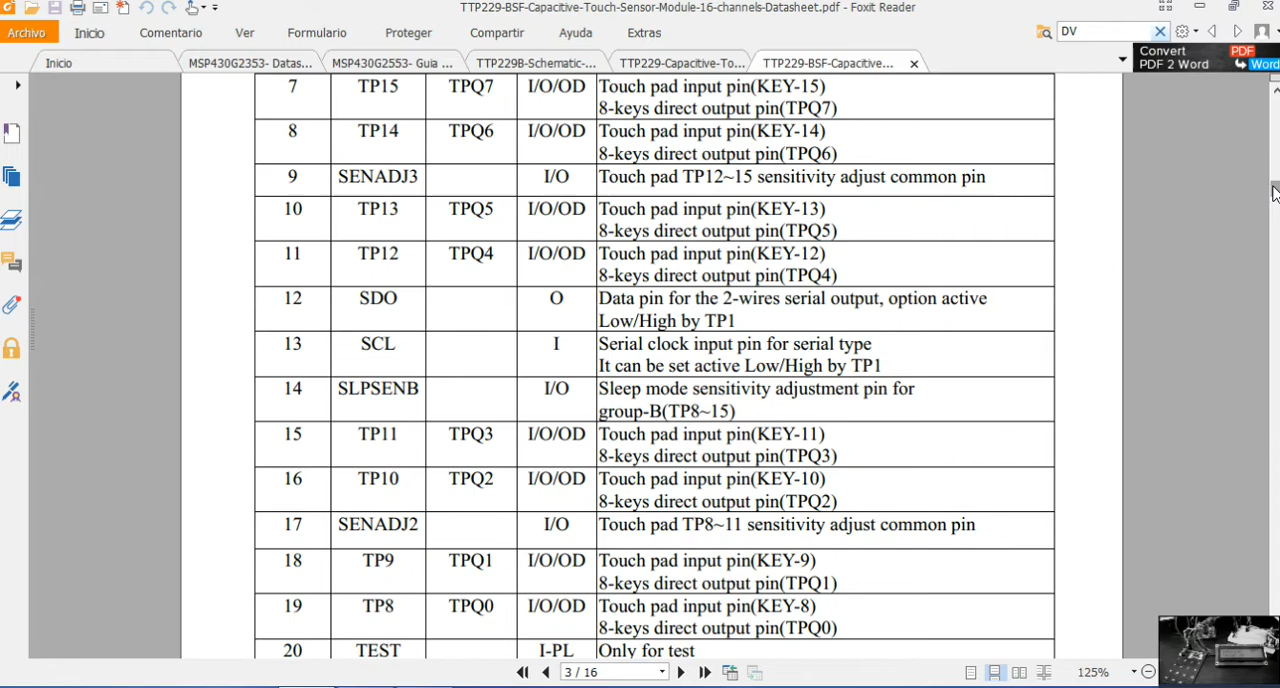 TTP229-BSF-Capacitive-Touch-Sensor-Module-16-channels-Datasheet.pdf - Foxit Reader
Archivo Inicio Comentario Ver Formulario Proteger Compartir Ayuda Extras DV
Convert PDF
PDF 2 Word Word
Inicio MSP430G2353- Datas... MSP430G2553- Guia ... TTP229B-Schematic-... TTP229-Capacitive-To... TTP229-BSF-Capacitive...
7 TP15 TPQ7 I/O/OD Touch pad input pin(KEY-15)
8-keys direct output pin(TPQ7)
8 TP14 TPQ6 I/O/OD Touch pad input pin(KEY-14)
8-keys direct output pin(TPQ6)
9 SENADJ3 I/O Touch pad TP12~15 sensitivity adjust common pin
10 TP13 TPQ5 I/O/OD Touch pad input pin(KEY-13)
8-keys direct output pin(TPQ5)
11 TP12 TPQ4 I/O/OD Touch pad input pin(KEY-12)
8-keys direct output pin(TPQ4)
12 SDO O Data pin for the 2-wires serial output, option active
Low/High by TP1
13 SCL I Serial clock input pin for serial type
It can be set active Low/High by TP1
14 SLPSENB I/O Sleep mode sensitivity adjustment pin for
group-B(TP8~15)
15 TP11 TPQ3 I/O/OD Touch pad input pin(KEY-11)
8-keys direct output pin(TPQ3)
16 TP10 TPQ2 I/O/OD Touch pad input pin(KEY-10)
8-keys direct output pin(TPQ2)
17 SENADJ2 I/O Touch pad TP8~11 sensitivity adjust common pin
18 TP9 TPQ1 I/O/OD Touch pad input pin(KEY-9)
8-keys direct output pin(TPQ1)
19 TP8 TPQ0 I/O/OD Touch pad input pin(KEY-8)
8-keys direct output pin(TPQ0)
20 TEST I-PL Only for test
3 / 16 125%